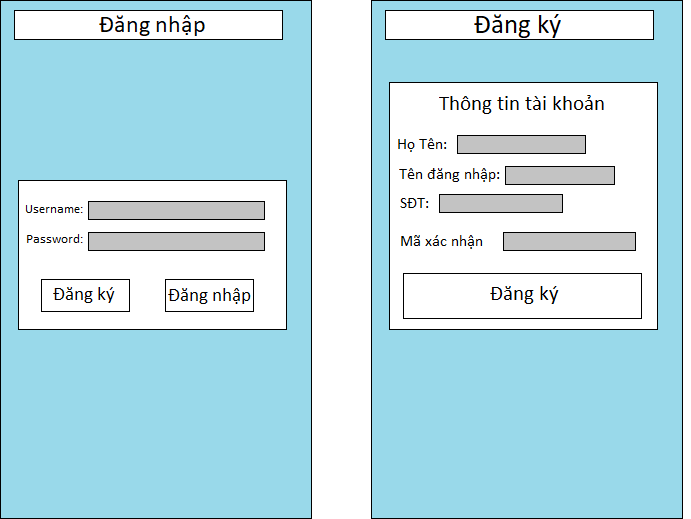 Đăng nhập
Username:
Password:
Đăng ký
Đăng nhập
Đăng ký
Thông tin tài khoản
Họ Tên:
Tên đăng nhập:
SĐT:
Mã xác nhận
Đăng ký